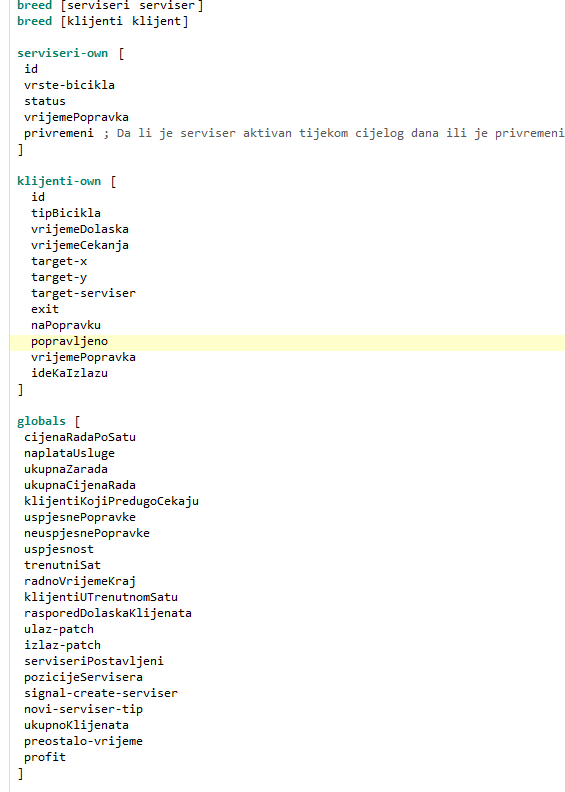 breed [serviseri serviser]
breed [klijenti klijent]
serviseri-own [
id
vrste-bicikla
status
vrijemePopravka
privremeni ; Da li je serviser aktivan tijekom cijelog dana ili je privremeni
]
klijenti-own [
id
tipBicikla
vrijemeDolaska
vrijemeCekanja
target-x
target-y
target-serviser
exit
naPopravku
popravljeno
vrijemePopravka
ideKaIzlazu
]
globals [
cijenaRadaPoSatu
naplataUsluge
ukupnaZarada
ukupnaCijenaRada
klijentiKojiPredugoCekaju
uspjesnePopravke
neuspjesnePopravke
uspjesnost
trenutniSat
radnoVrijemeKraj
klijentiUTrenutnomSatu
rasporedDolaskaKlijenata
ulaz-patch
izlaz-patch
serviseriPostavljeni
pozicijeServisera
signal-create-serviser
novi-serviser-tip
ukupnoKlijenata
preostalo-vrijeme
profit
]